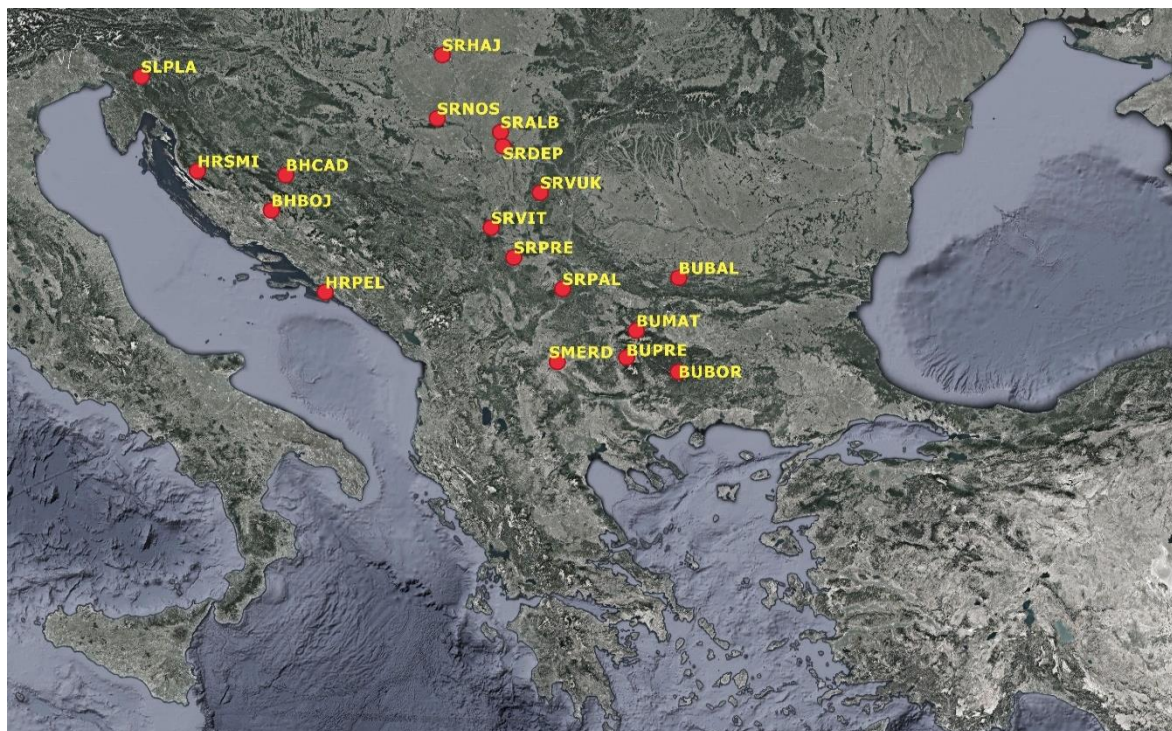 SRHAJ
SLPLA
SRNOS
SRALB
SRDEP
HRSMI
BHCAD
SRVUK
BHBOJ
SRVIT
SRPRE
HRPEL
SRPAL
BUBAL
BUMAT
SMERD
BUPRE
BUBOR